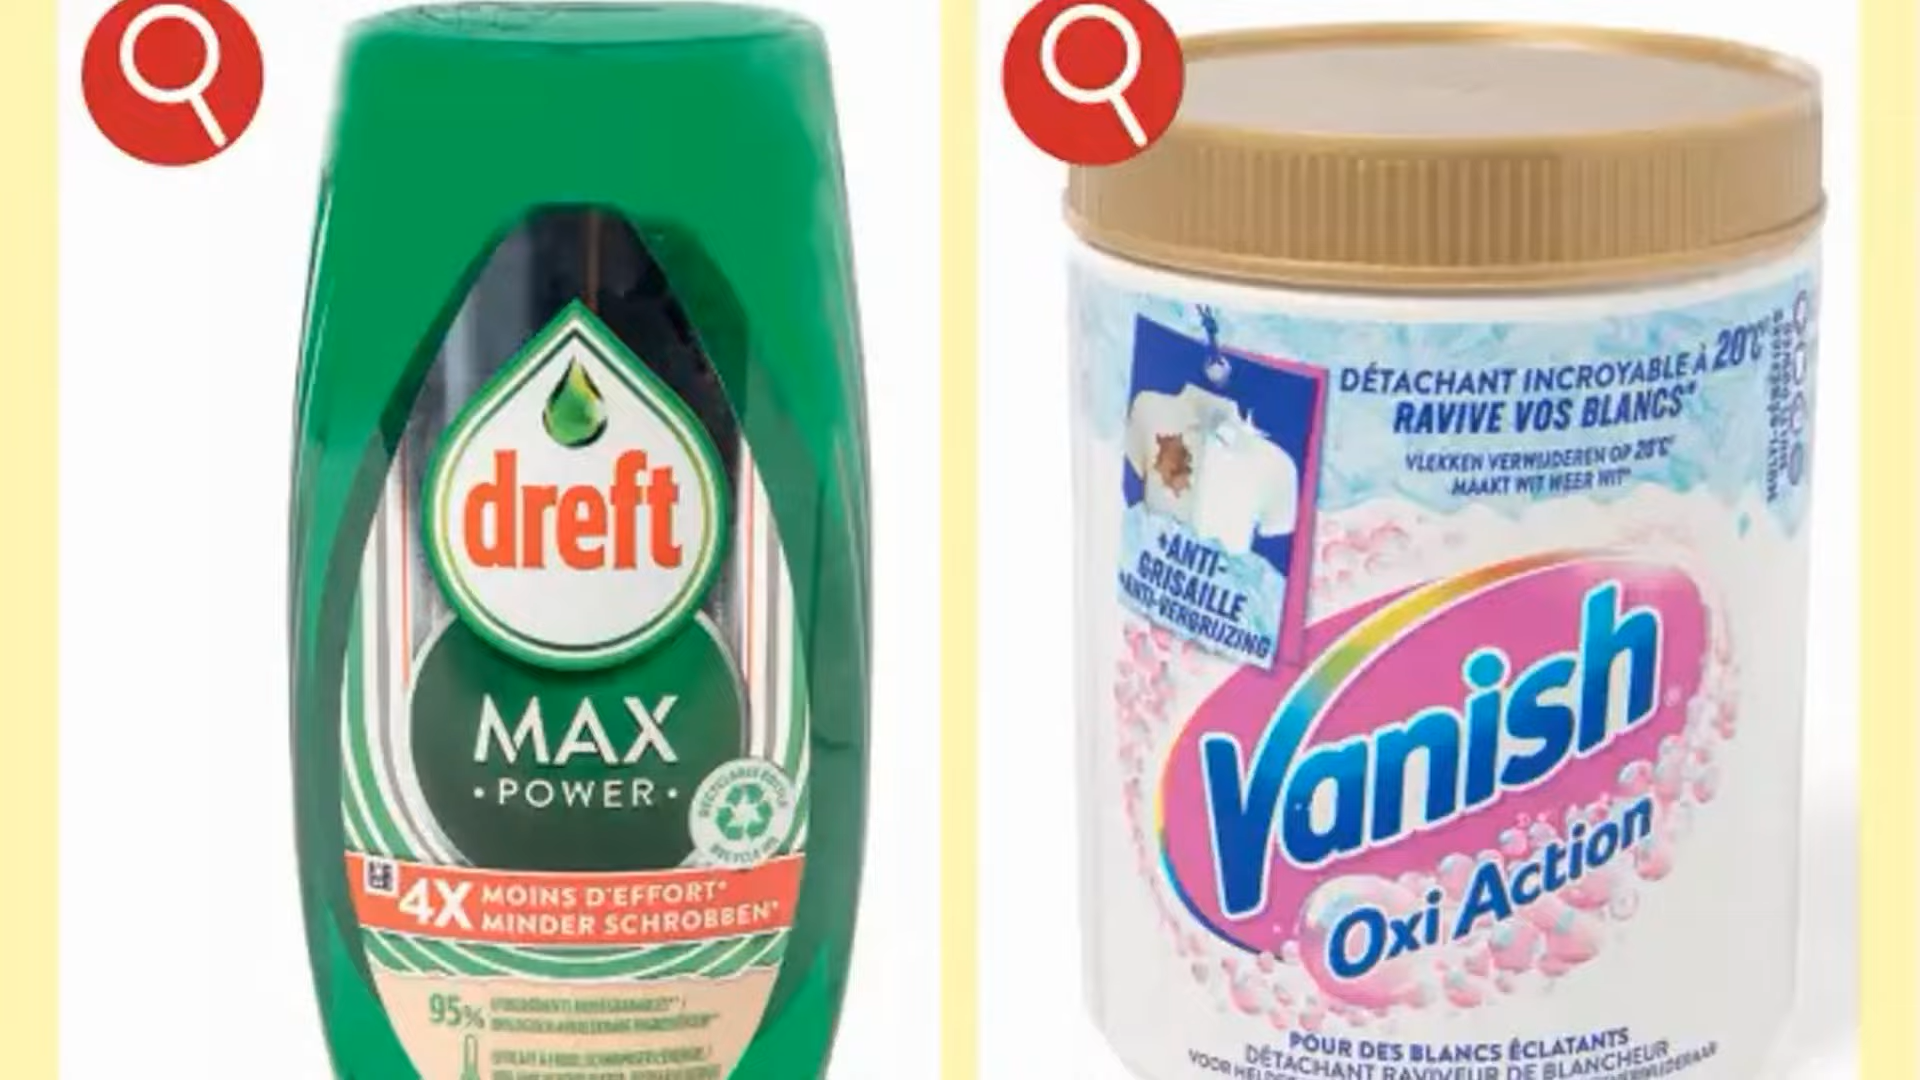 dreft
MAX
·POWER·
4X MOINS D'EFFORT*
MINDER SCHROBBEN*
95%
DÉTACHANT INCROYABLE À 20°C
RAVIVE VOS BLANCS*
VLEKKEN VERWIJDEREN OP 20°C
MAAKT WIT WEER WIT*
+ANTI-
GRISAILLE
ANTI-VERGRIJZING
Vanish
Oxi Action
POUR DES BLANCS ÉCLATANTS
DÉTACHANT RAVIVEUR DE BLANCHEUR